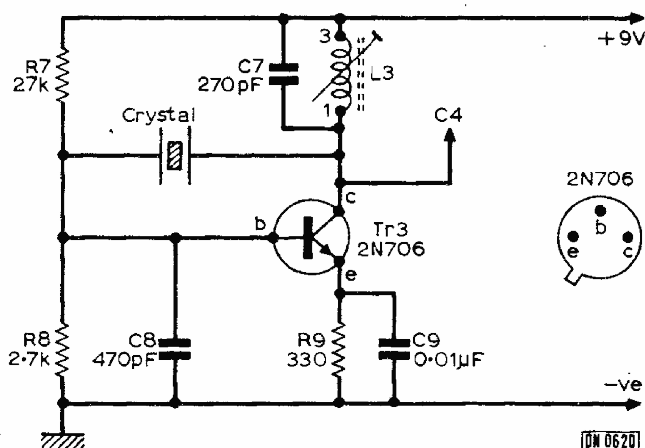 +9V
R7
27k
C7
270pF
3
L3
1
Crystal
C4
c
b
Tr3
2N706
e
2N706
b
e
c
R8
2.7k
C8
470pF
R9
330
C9
0.01µF
-ve
DN 0620